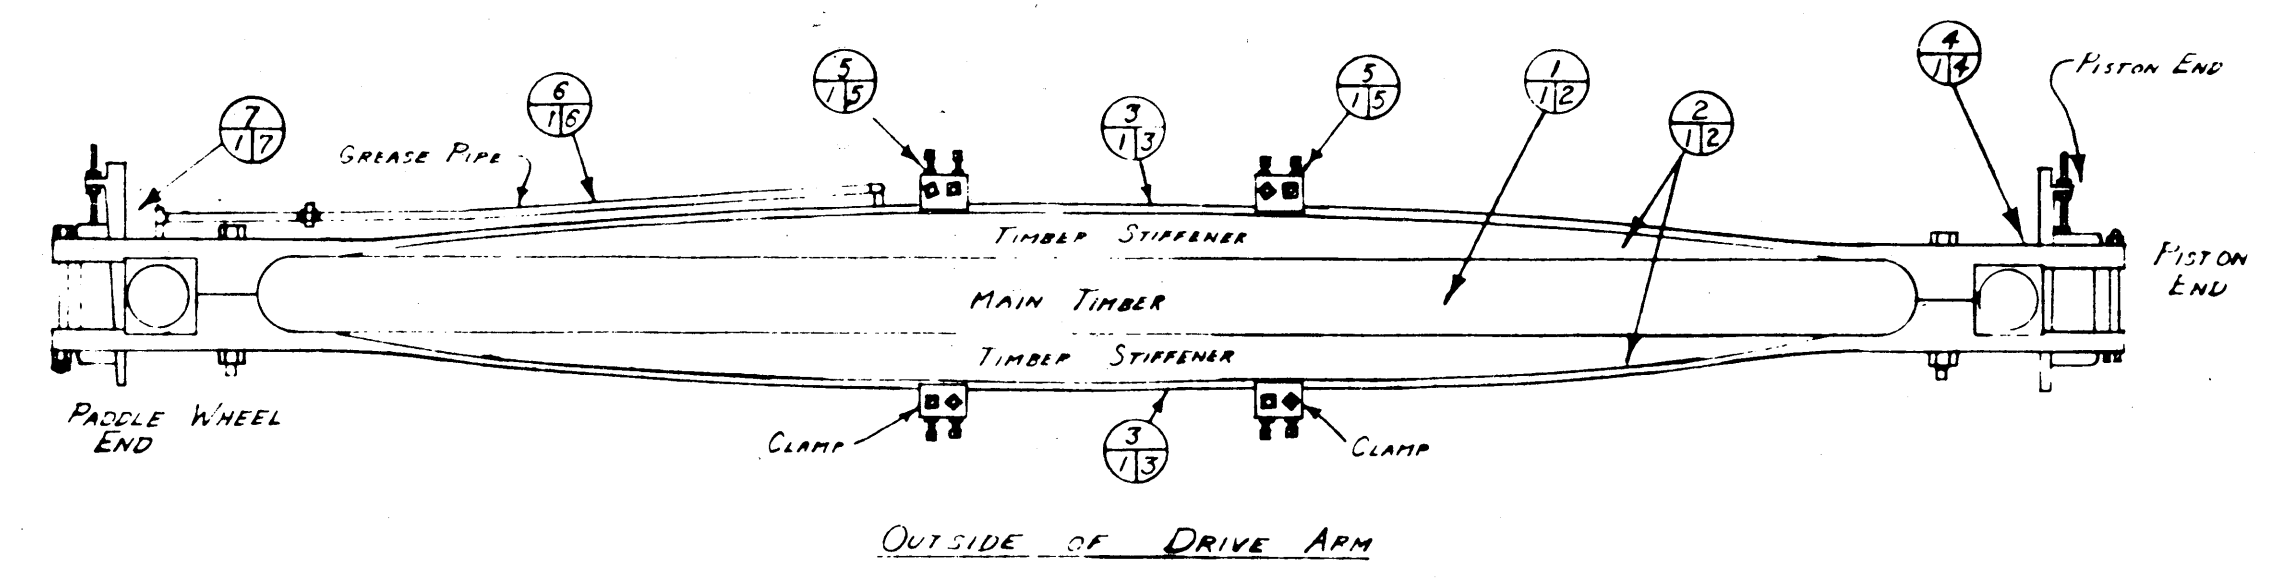 4
1 4
PISTON END
5
1 5
5
1 5
1
1 2
6
1 6
7
1 7
3
1 3
2
1 2
GREASE PIPE
TIMBER STIFFENER
MAIN TIMBER
TIMBER STIFFENER
PISTON
END
PADDLE WHEEL
END
CLAMP
3
1 3
CLAMP
OUTSIDE OF DRIVE ARM